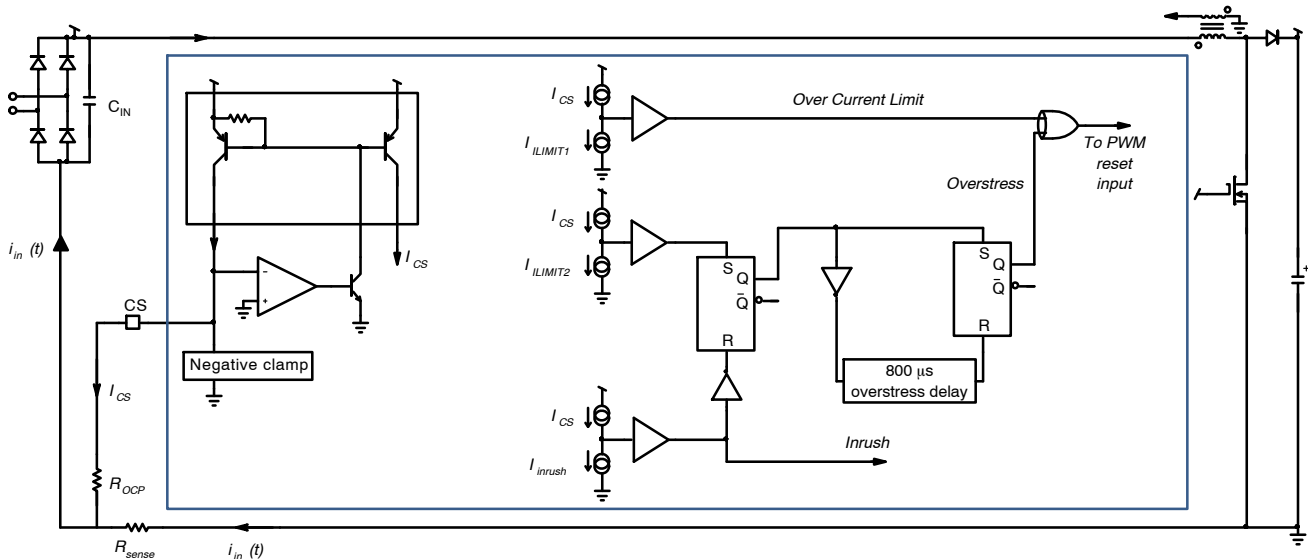 C_IN
i_in (t)
CS
I_CS
R_OCP
R_sense
i_in (t)
I_CS
Negative clamp
−
+
I_CS
I_ILIMIT1
Over Current Limit
To PWM
reset
input
Overstress
I_CS
I_ILIMIT2
S
Q
Q̄
R
S
Q
Q̄
R
800 μs
overstress delay
I_CS
I_inrush
Inrush
+